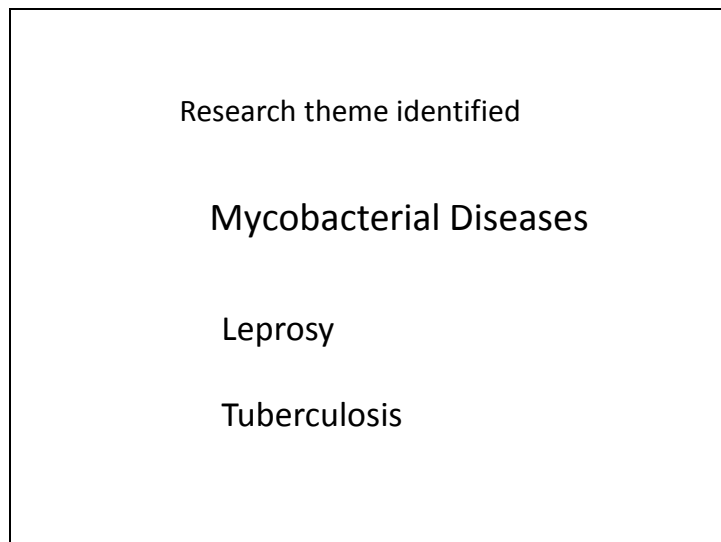 Research theme identified
Mycobacterial Diseases
Leprosy
Tuberculosis